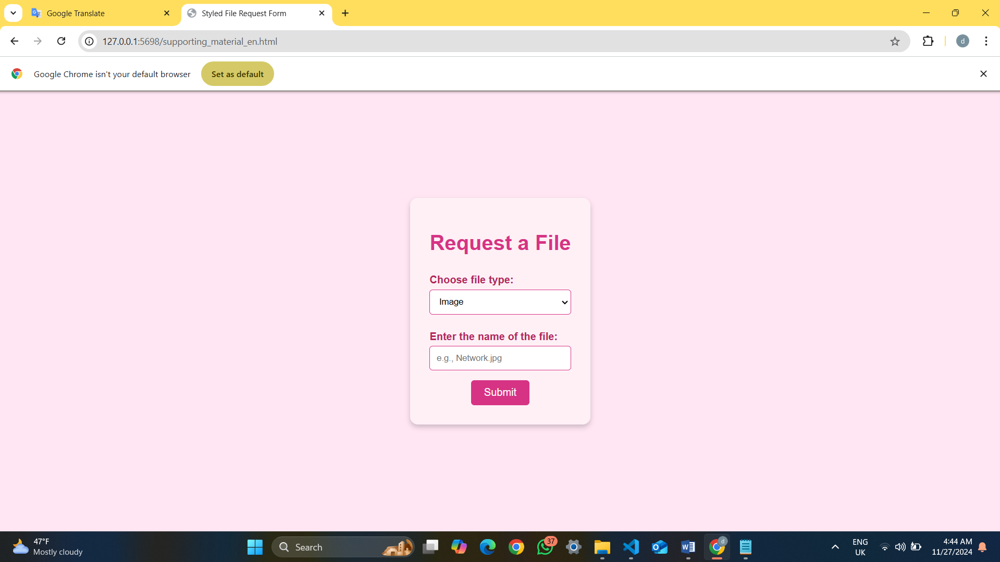 Google Translate
Styled File Request Form
127.0.0.1:5698/supporting_material_en.html
d
Google Chrome isn't your default browser
Set as default
Request a File
Choose file type:
Image
Enter the name of the file:
e.g., Network.jpg
Submit
47°F
Mostly cloudy
Search
37
d
ENG
UK
4:44 AM
11/27/2024